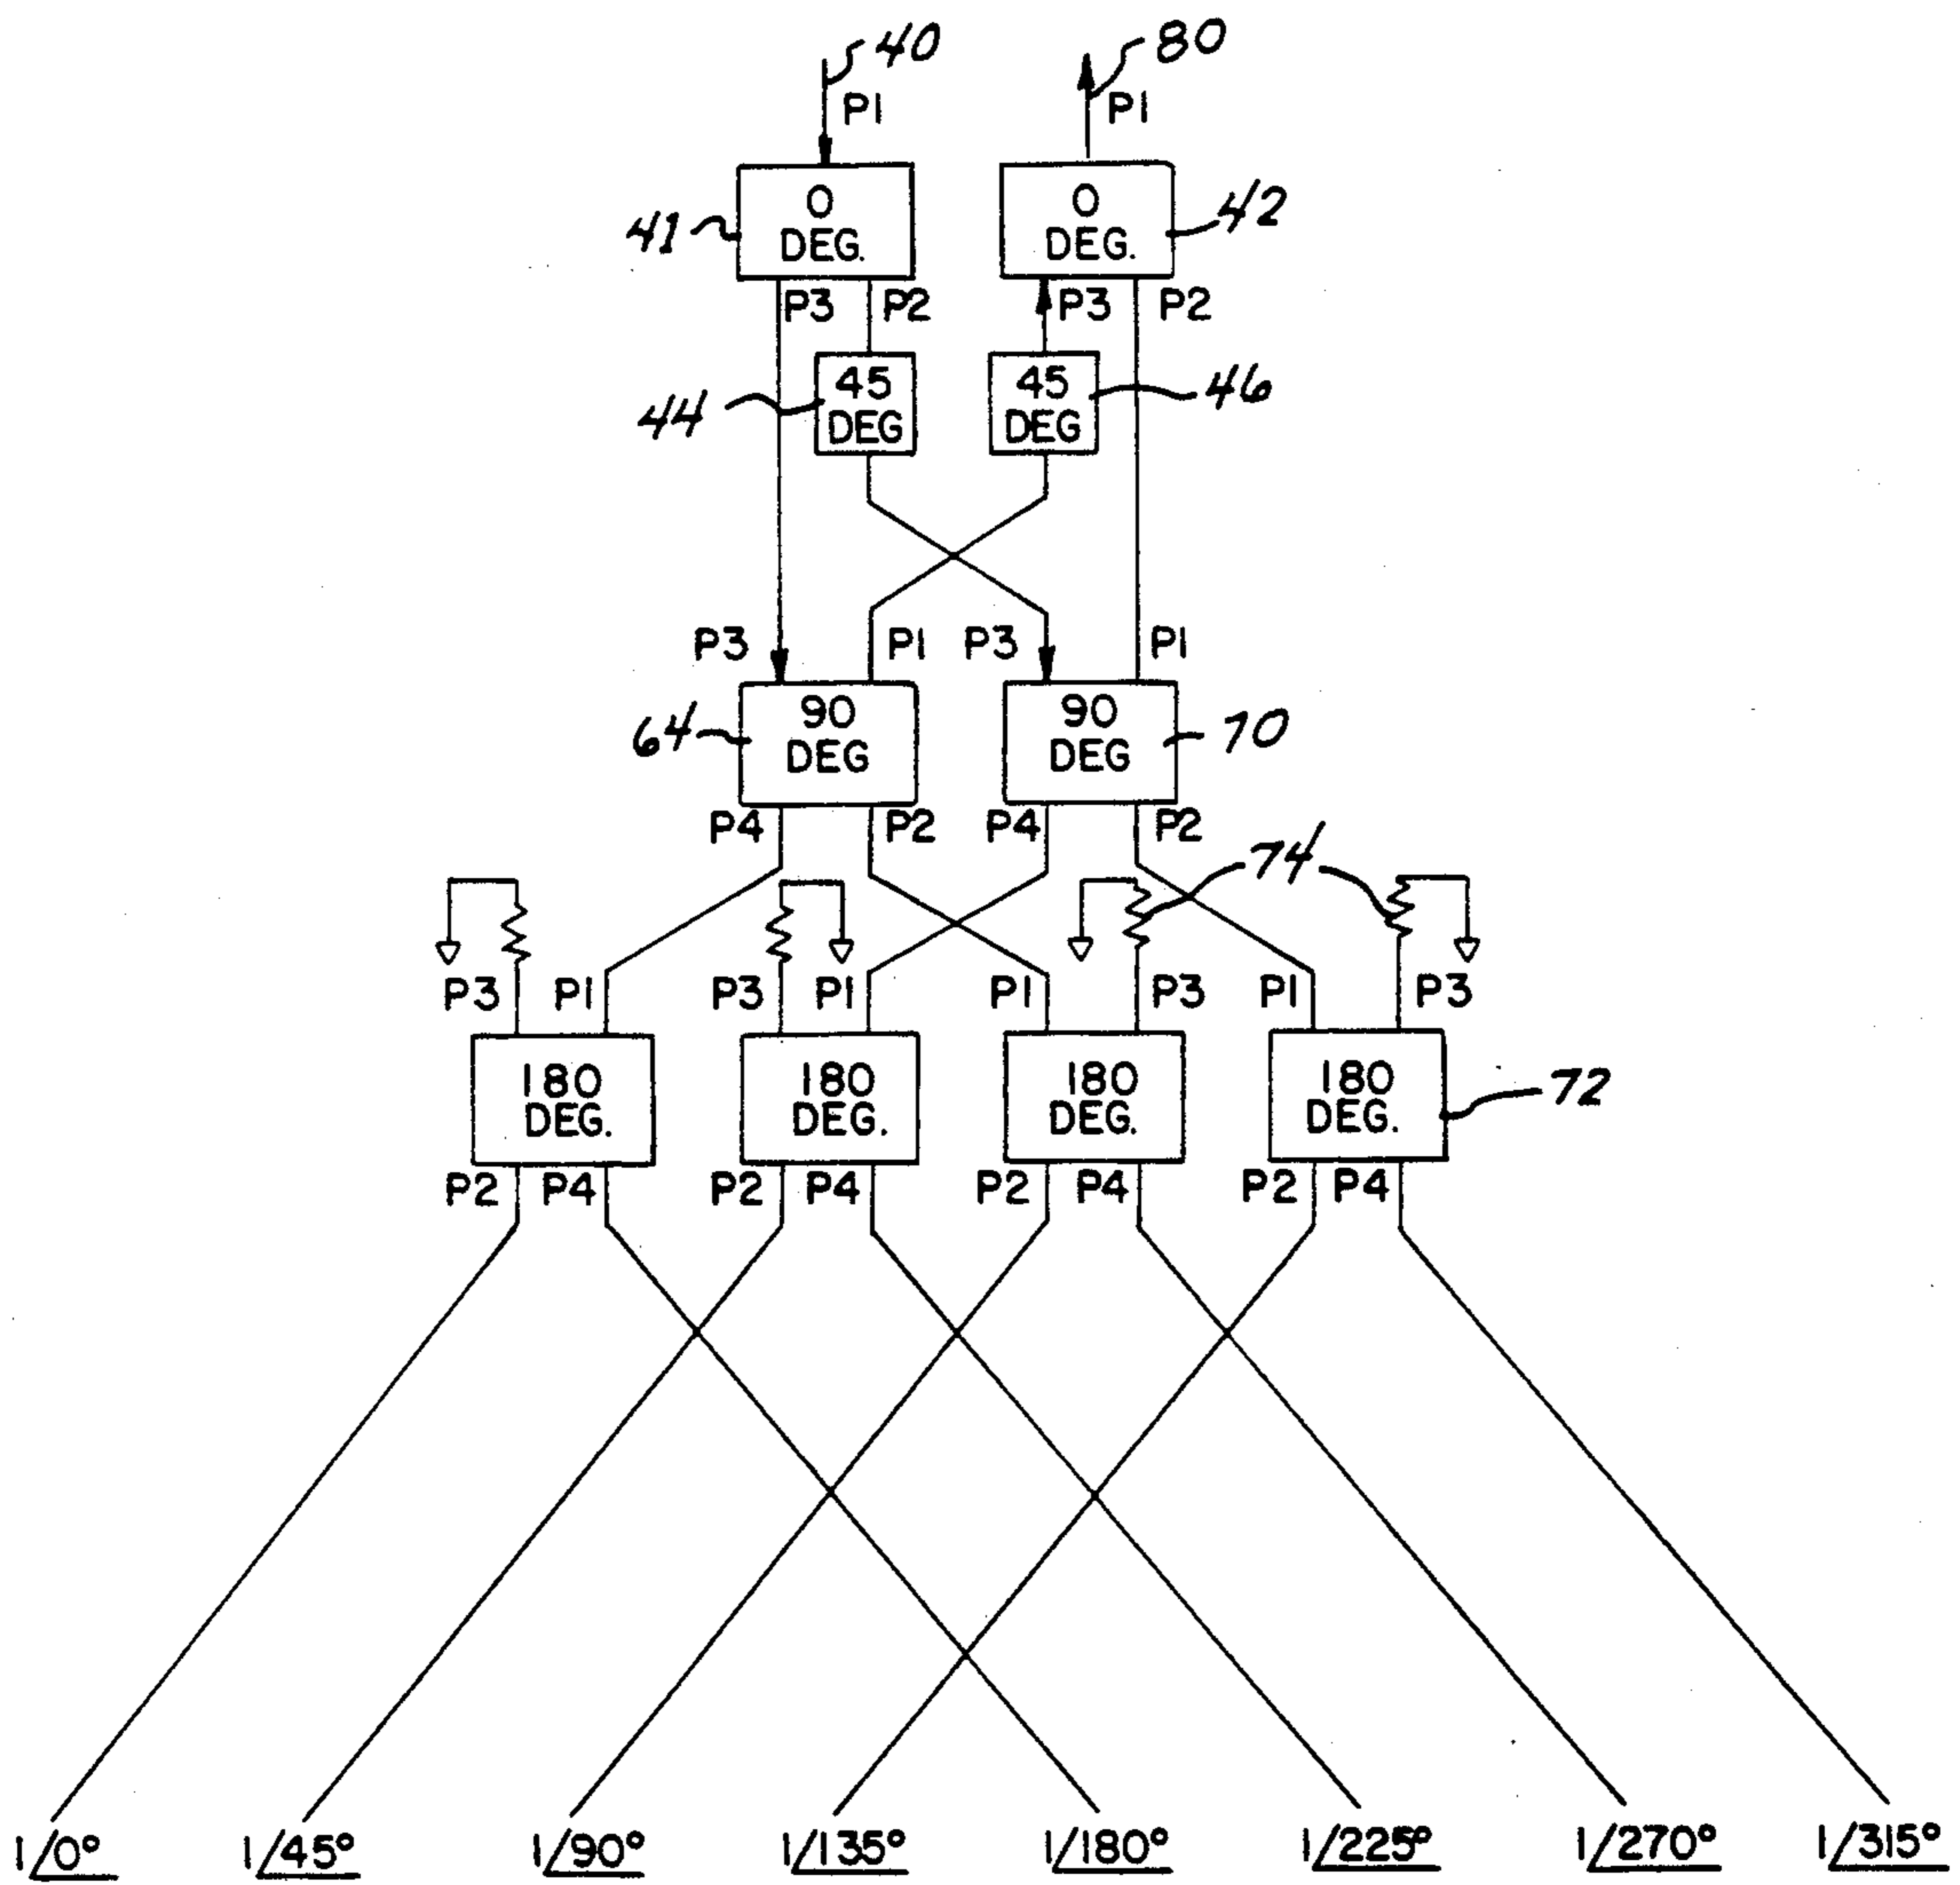 40
80
P1
P1
0
DEG.
0
DEG.
41
42
P3
P2
P3
P2
45
DEG
45
DEG
44
46
P3
P1
P3
P1
90
DEG
90
DEG
64
70
P4
P2
P4
P2
74
P3
P1
P3
P1
P1
P3
P1
P3
180
DEG.
180
DEG.
180
DEG.
180
DEG.
72
P2
P4
P2
P4
P2
P4
P2
P4
1/0°
1/45°
1/90°
1/135°
1/180°
1/225°
1/270°
1/315°